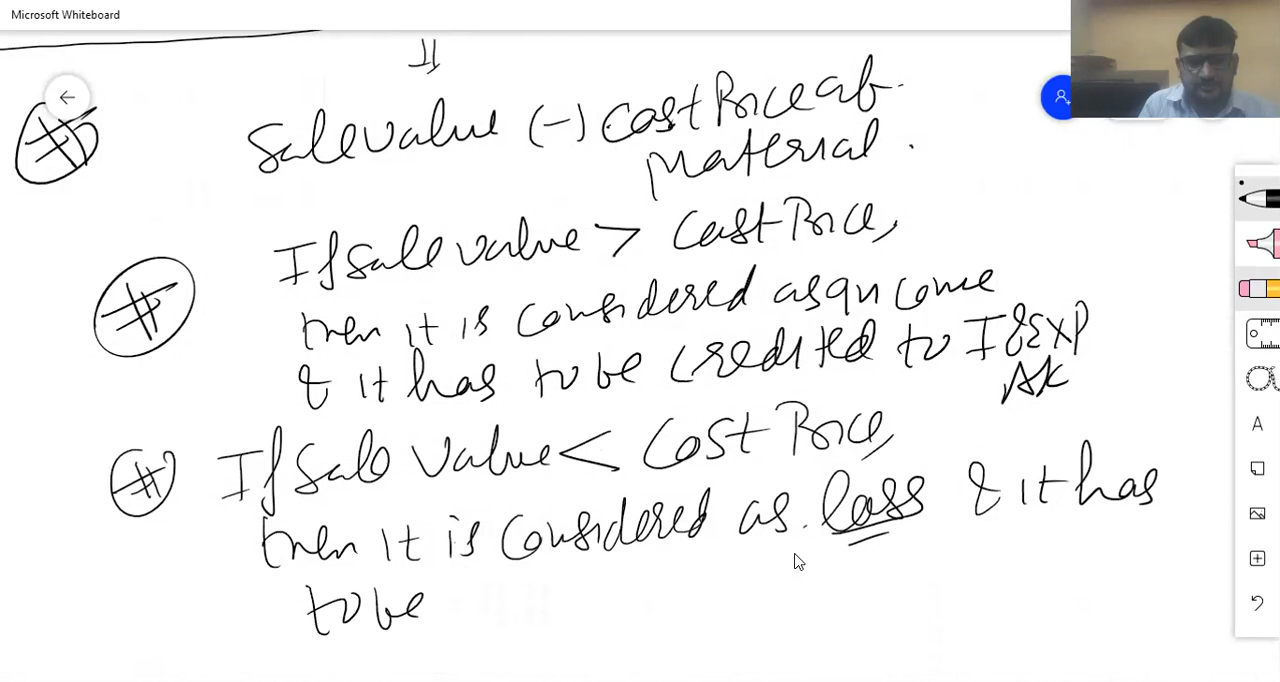 Microsoft Whiteboard
Sale value (-) Cost Price of
Material.
If Sale value > Cost Price,
then it is considered as income
& it has to be credited to I & Exp
A/c
If Sale Value < Cost Price,
then it is considered as loss & it has
to be
A